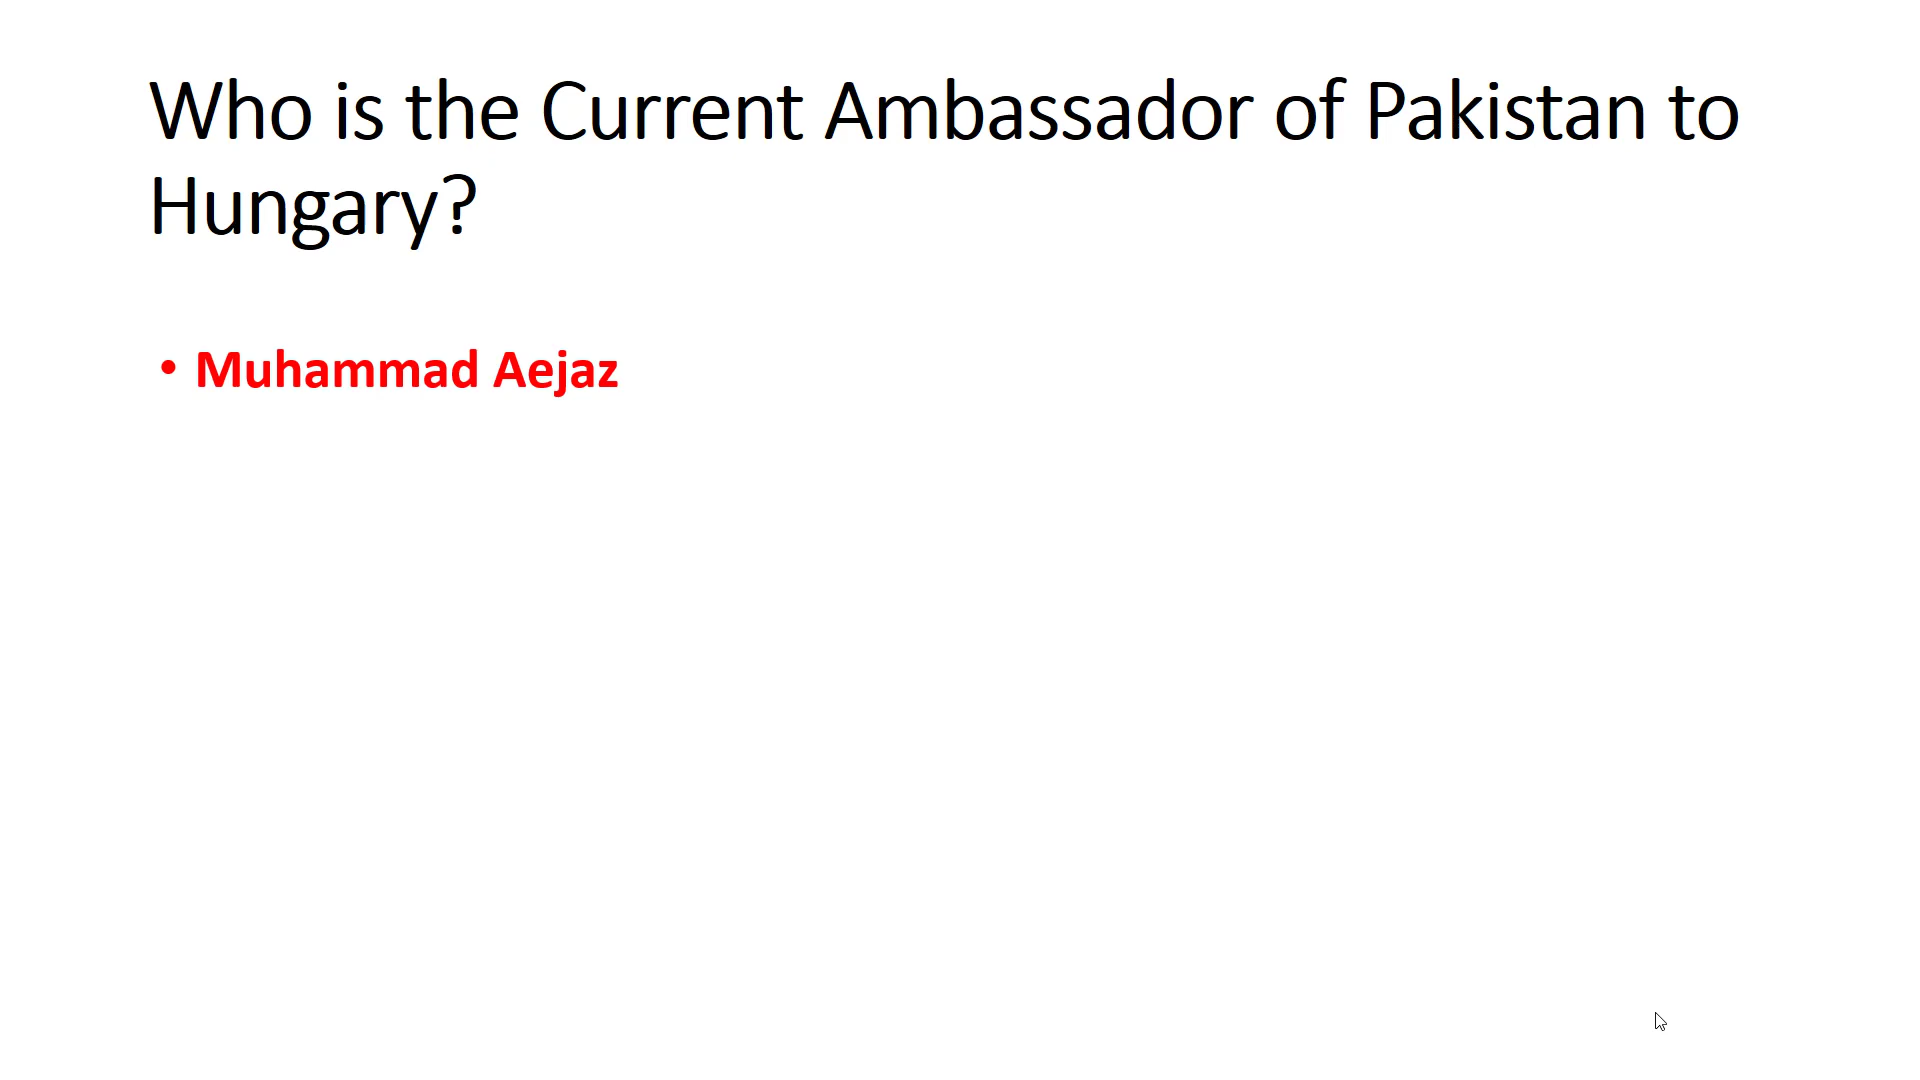 Who is the Current Ambassador of Pakistan to
Hungary?
• Muhammad Aejaz